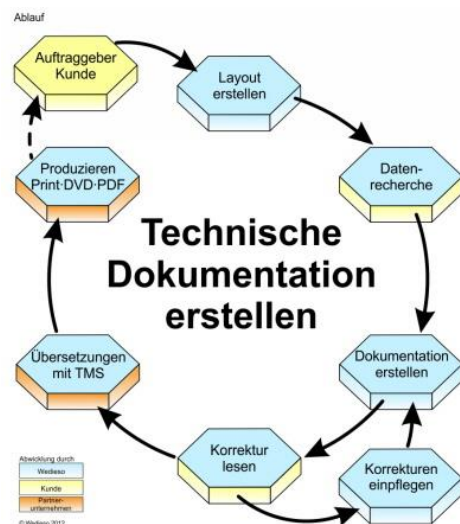 Ablauf
Auftraggeber
Kunde
Layout
erstellen
Daten-
recherche
Produzieren
Print·DVD·PDF
Technische
Dokumentation
erstellen
Übersetzungen
mit TMS
Dokumentation
erstellen
Korrektur
lesen
Korrekturen
einpflegen
Abwicklung durch
Wedieso
Kunde
Partner-
unternehmen
© Wedieso 2012